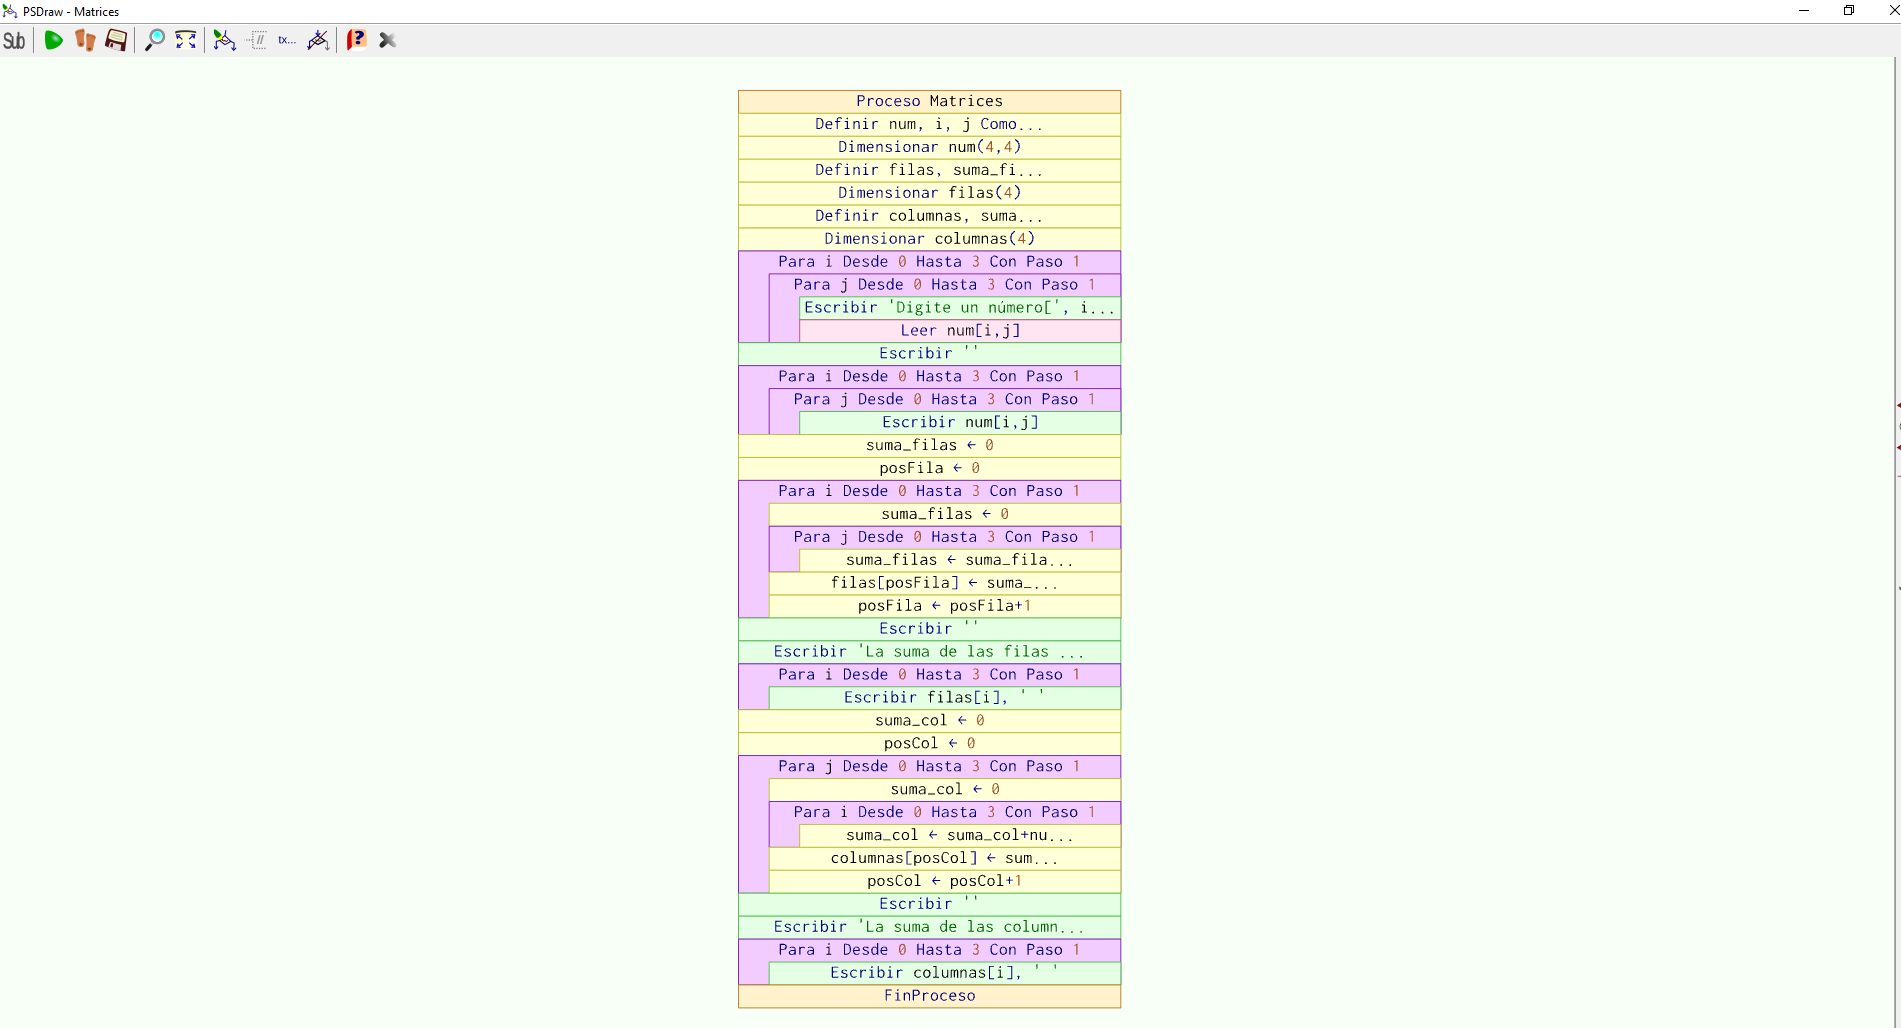 PSDraw - Matrices
Sub
tx...
Proceso Matrices
Definir num, i, j Como...
Dimensionar num(4,4)
Definir filas, suma_fi...
Dimensionar filas(4)
Definir columnas, suma...
Dimensionar columnas(4)
Para i Desde 0 Hasta 3 Con Paso 1
Para j Desde 0 Hasta 3 Con Paso 1
Escribir 'Digite un número[', i...
Leer num[i,j]
Escribir ''
Para i Desde 0 Hasta 3 Con Paso 1
Para j Desde 0 Hasta 3 Con Paso 1
Escribir num[i,j]
suma_filas ← 0
posFila ← 0
Para i Desde 0 Hasta 3 Con Paso 1
suma_filas ← 0
Para j Desde 0 Hasta 3 Con Paso 1
suma_filas ← suma_fila...
filas[posFila] ← suma_...
posFila ← posFila+1
Escribir ''
Escribir 'La suma de las filas ...
Para i Desde 0 Hasta 3 Con Paso 1
Escribir filas[i], ' '
suma_col ← 0
posCol ← 0
Para j Desde 0 Hasta 3 Con Paso 1
suma_col ← 0
Para i Desde 0 Hasta 3 Con Paso 1
suma_col ← suma_col+nu...
columnas[posCol] ← sum...
posCol ← posCol+1
Escribir ''
Escribir 'La suma de las column...
Para i Desde 0 Hasta 3 Con Paso 1
Escribir columnas[i], ' '
FinProceso